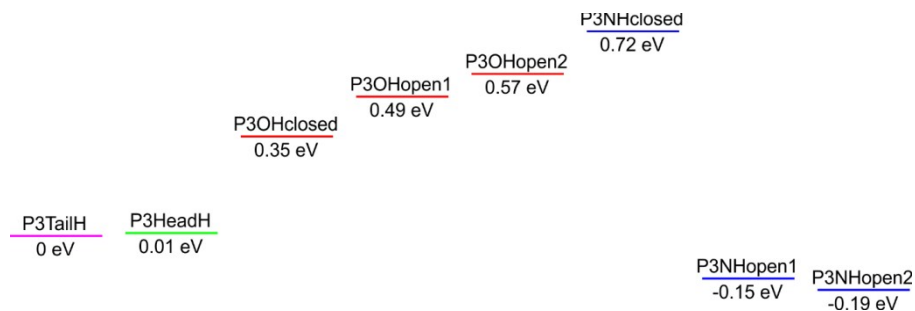 P3NHclosed
0.72 eV
P3OHopen2
0.57 eV
P3OHopen1
0.49 eV
P3OHclosed
0.35 eV
P3TailH
0 eV
P3HeadH
0.01 eV
P3NHopen1
-0.15 eV
P3NHopen2
-0.19 eV